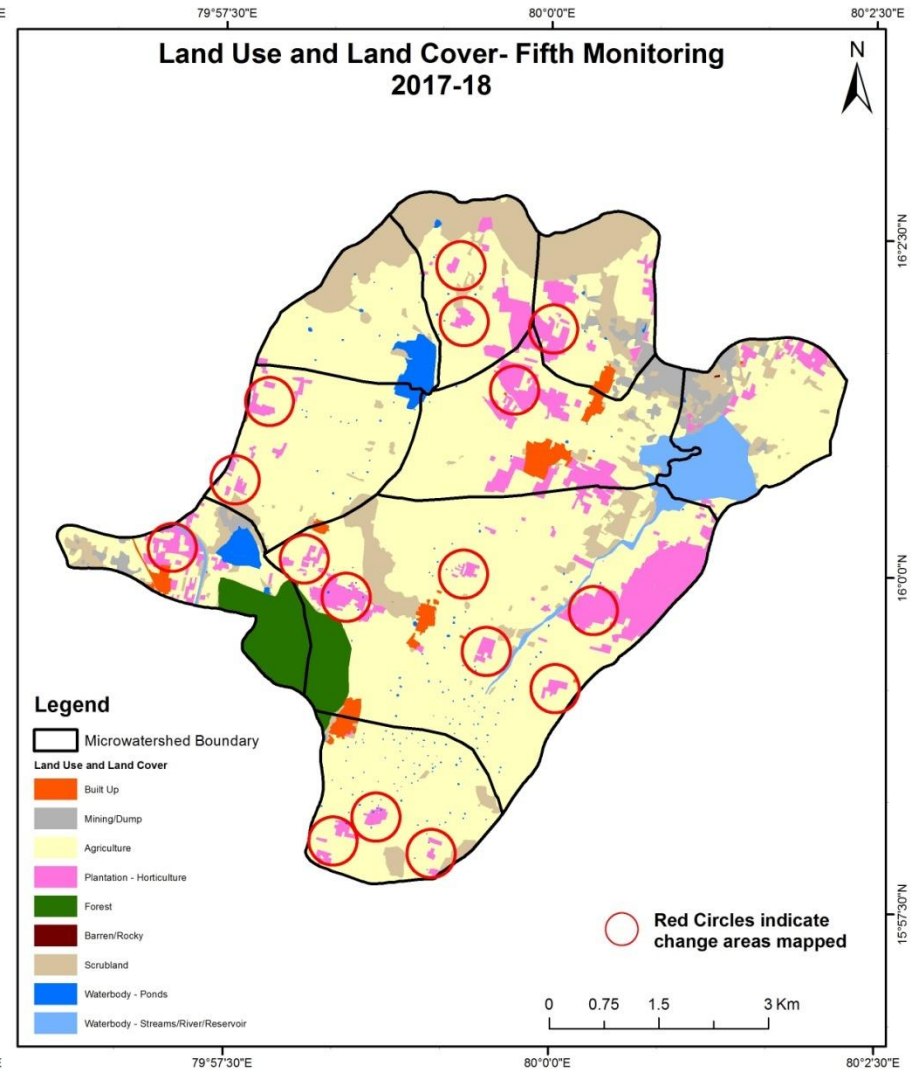 79°57'30"E 80°0'0"E 80°2'30"E
Land Use and Land Cover- Fifth Monitoring
2017-18
N
16°2'30"N
16°0'0"N
15°57'30"N
Legend
Microwatershed Boundary
Land Use and Land Cover
Built Up
Mining/Dump
Agriculture
Plantation - Horticulture
Forest
Barren/Rocky
Scrubland
Waterbody - Ponds
Waterbody - Streams/River/Reservoir
Red Circles indicate
change areas mapped
0 0.75 1.5 3 Km
79°57'30"E 80°0'0"E 80°2'30"E